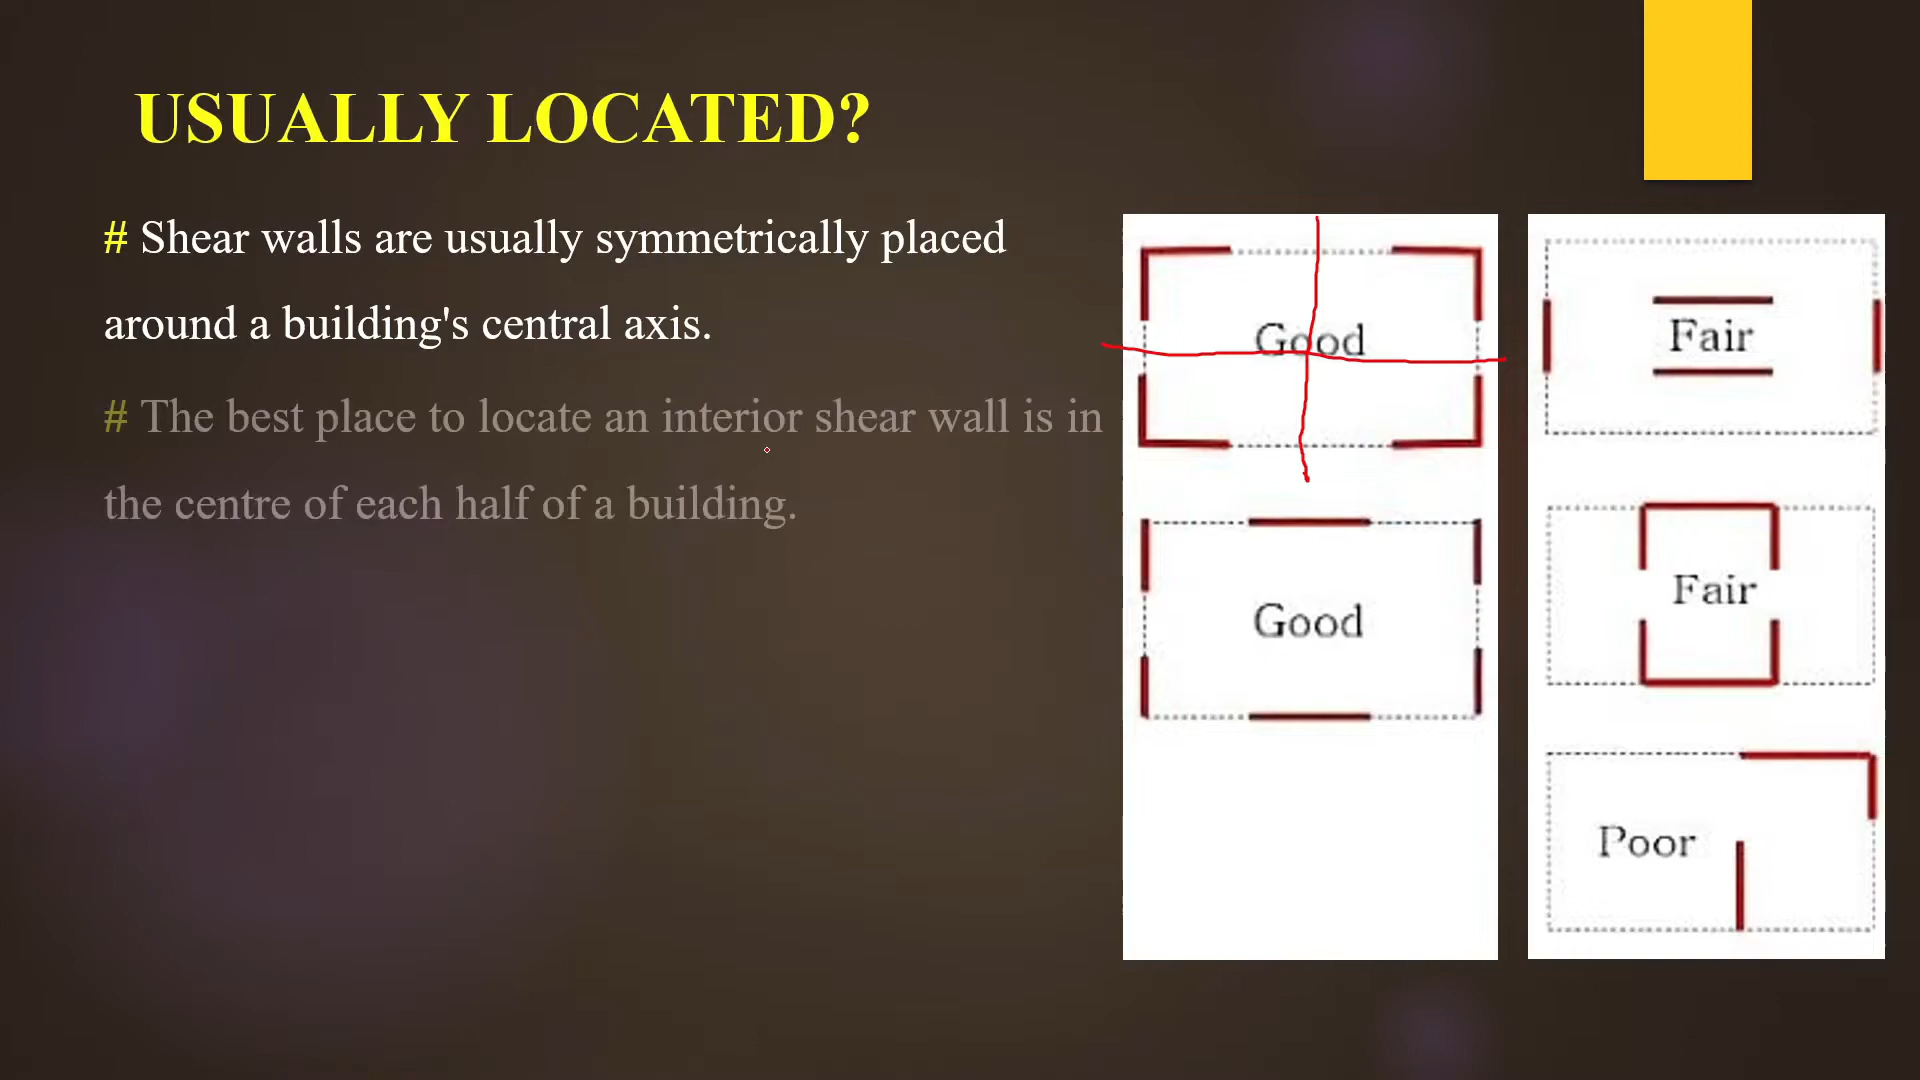 USUALLY LOCATED?
# Shear walls are usually symmetrically placed
around a building's central axis.
# The best place to locate an interior shear wall is in
the centre of each half of a building.
Good
Good
Fair
Fair
Poor